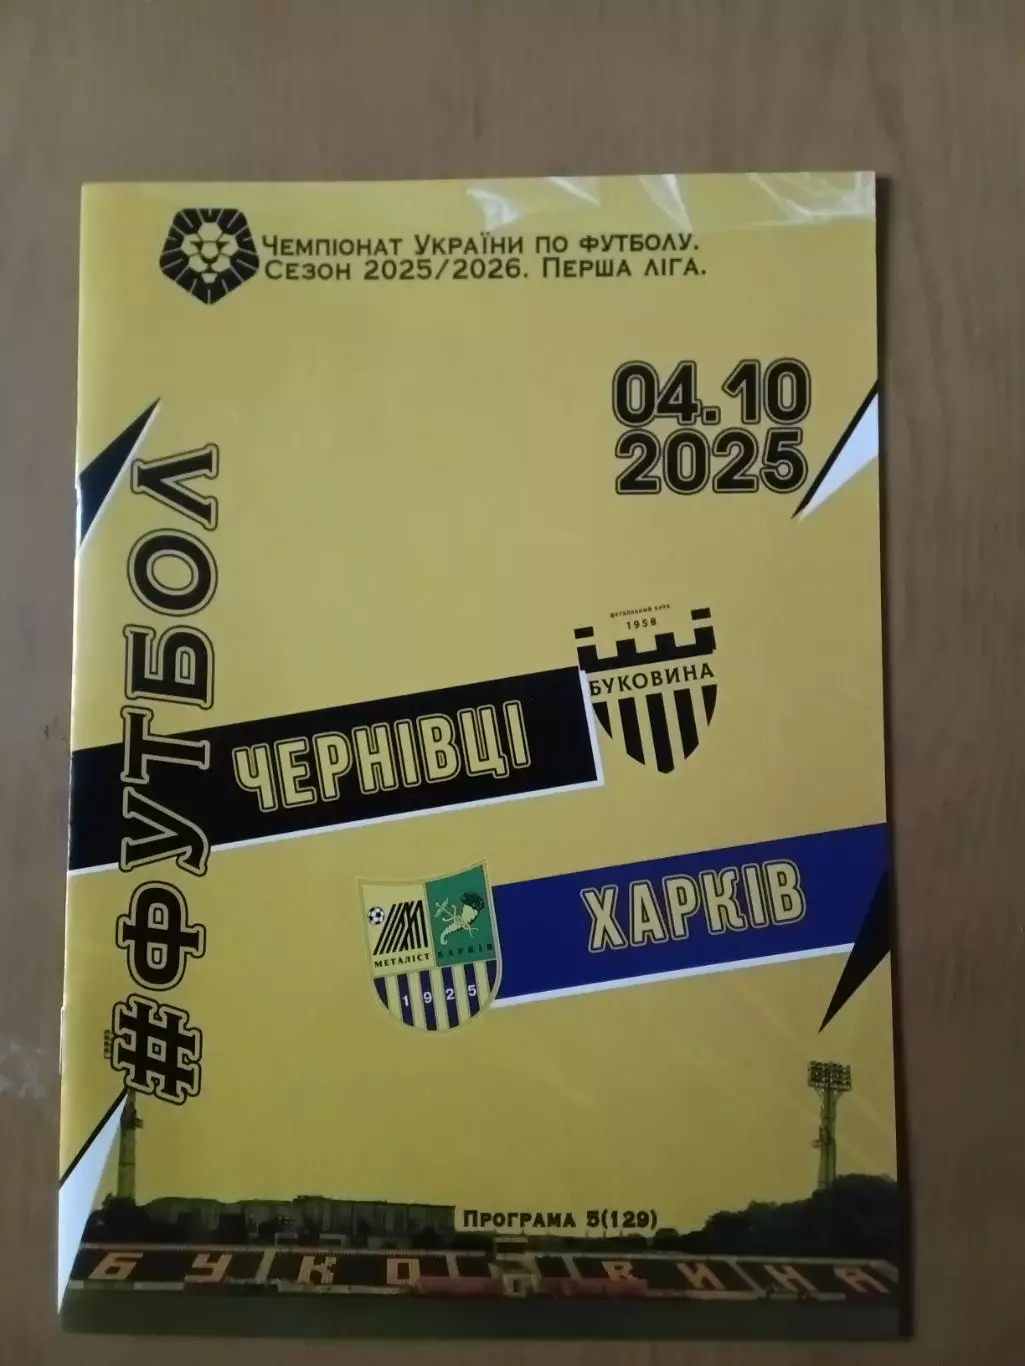 Чемпіонат України по футболу.
Сезон 2025/2026. Перша ліга.
04.10
2025
#ФУТБОЛ
ФУТБОЛЬНИЙ КЛУБ
1958
БУКОВИНА
ЧЕРНІВЦІ
ХАРКІВ
МЕТАЛІСТ
ХАРКІВ
1925
Програма 5(129)
БУКОВИНА